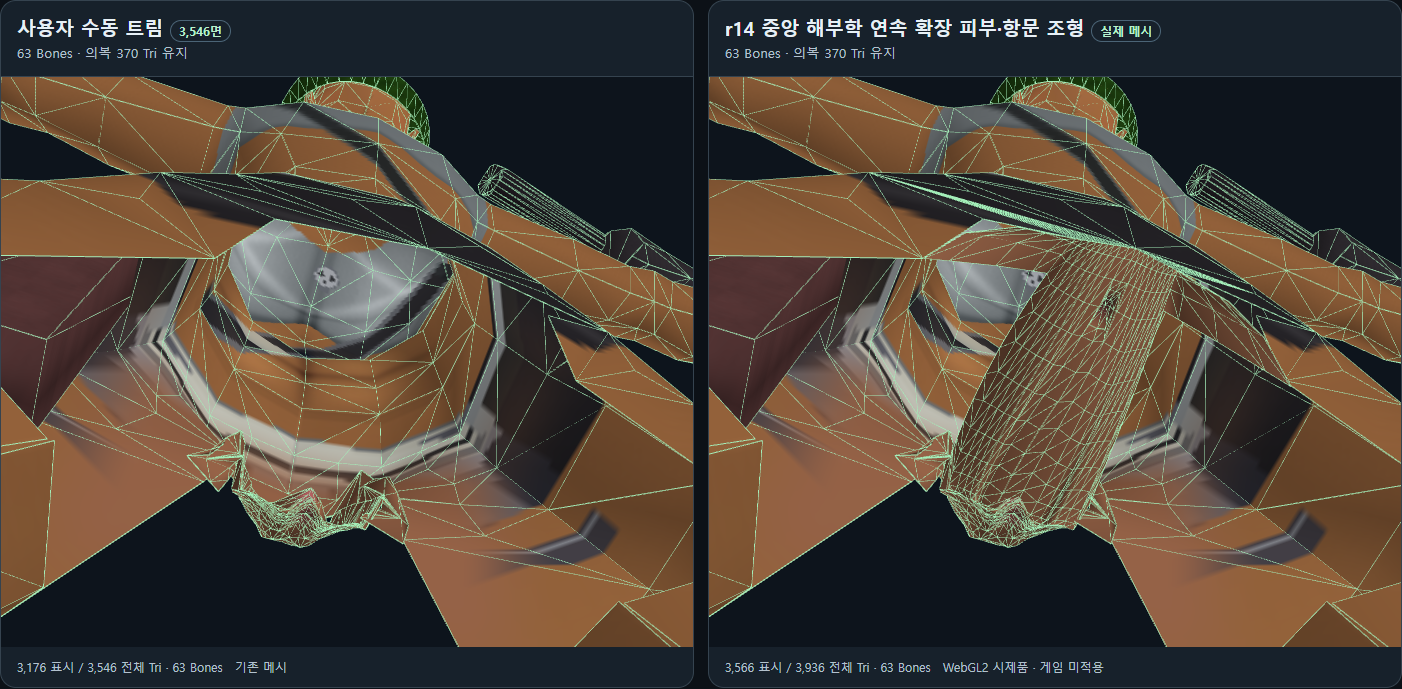 사용자 수동 트림 3,546면
63 Bones · 의복 370 Tri 유지
3,176 표시 / 3,546 전체 Tri · 63 Bones 기존 메시
r14 중앙 해부학 연속 확장 피부·항문 조형 실제 메시
63 Bones · 의복 370 Tri 유지
3,566 표시 / 3,936 전체 Tri · 63 Bones WebGL2 시제품 · 게임 미적용